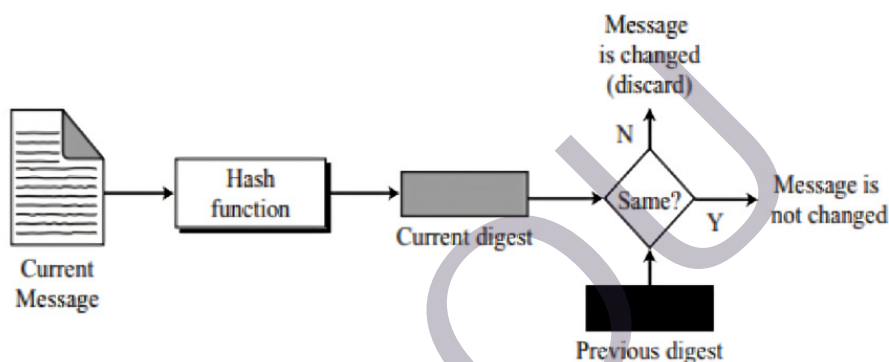 Message
is changed
(discard)
N
Hash
function
Same?
Y
Message is
not changed
Current digest
Current
Message
Previous digest